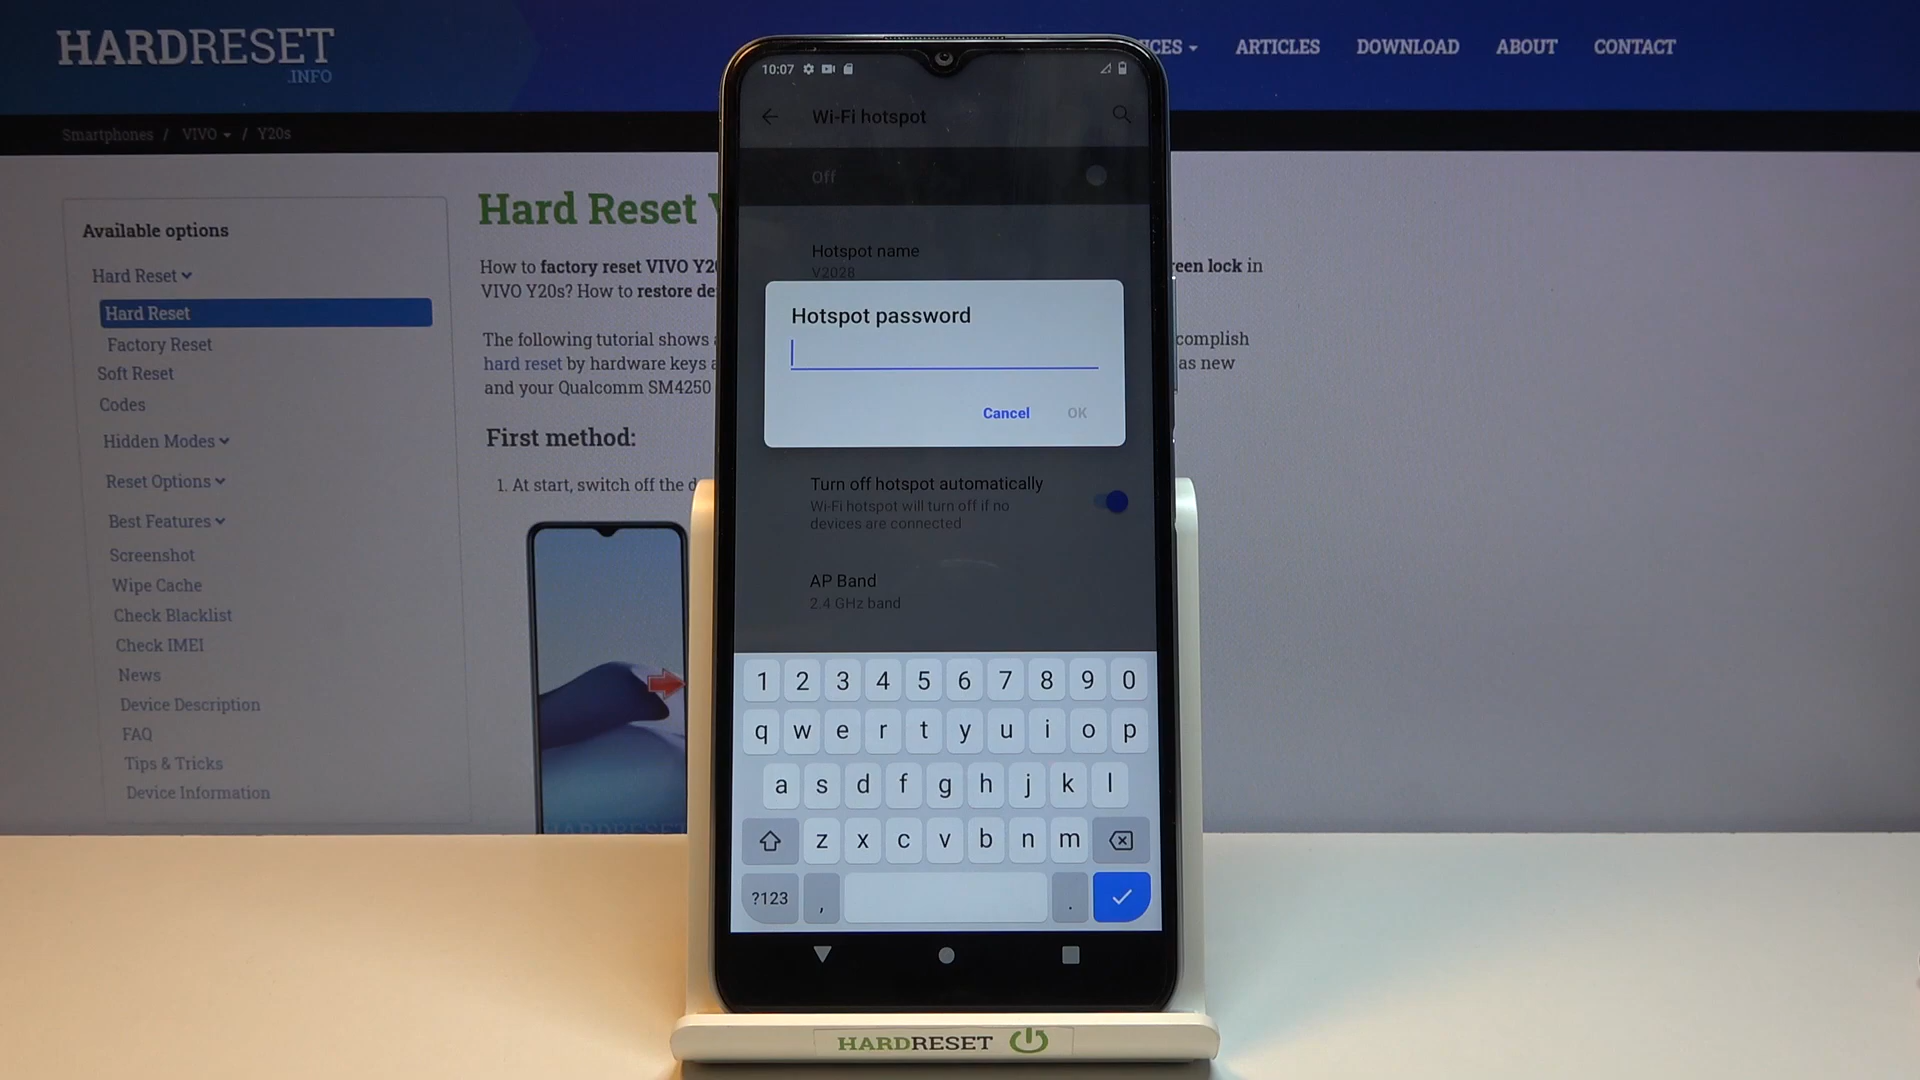 HARDRESET
.INFO
ICES ARTICLES DOWNLOAD ABOUT CONTACT
Smartphones / VIVO / Y20s
Available options
Hard Reset
Hard Reset
Factory Reset
Soft Reset
Codes
Hidden Modes
Reset Options
Best Features
Screenshot
Wipe Cache
Check Blacklist
Check IMEI
News
Device Description
FAQ
Tips & Tricks
Device Information
Hard Reset
How to factory reset VIVO Y20 reen lock in
VIVO Y20s? How to restore de
The following tutorial shows complish
hard reset by hardware keys as new
and your Qualcomm SM4250
First method:
1. At start, switch off the d
10:07
Wi-Fi hotspot
Off
Hotspot name
V2028
Hotspot password
Cancel OK
Turn off hotspot automatically
Wi-Fi hotspot will turn off if no
devices are connected
AP Band
2.4 GHz band
1 2 3 4 5 6 7 8 9 0
q w e r t y u i o p
a s d f g h j k l
z x c v b n m
?123 , .
HARDRESET
HARDRESET